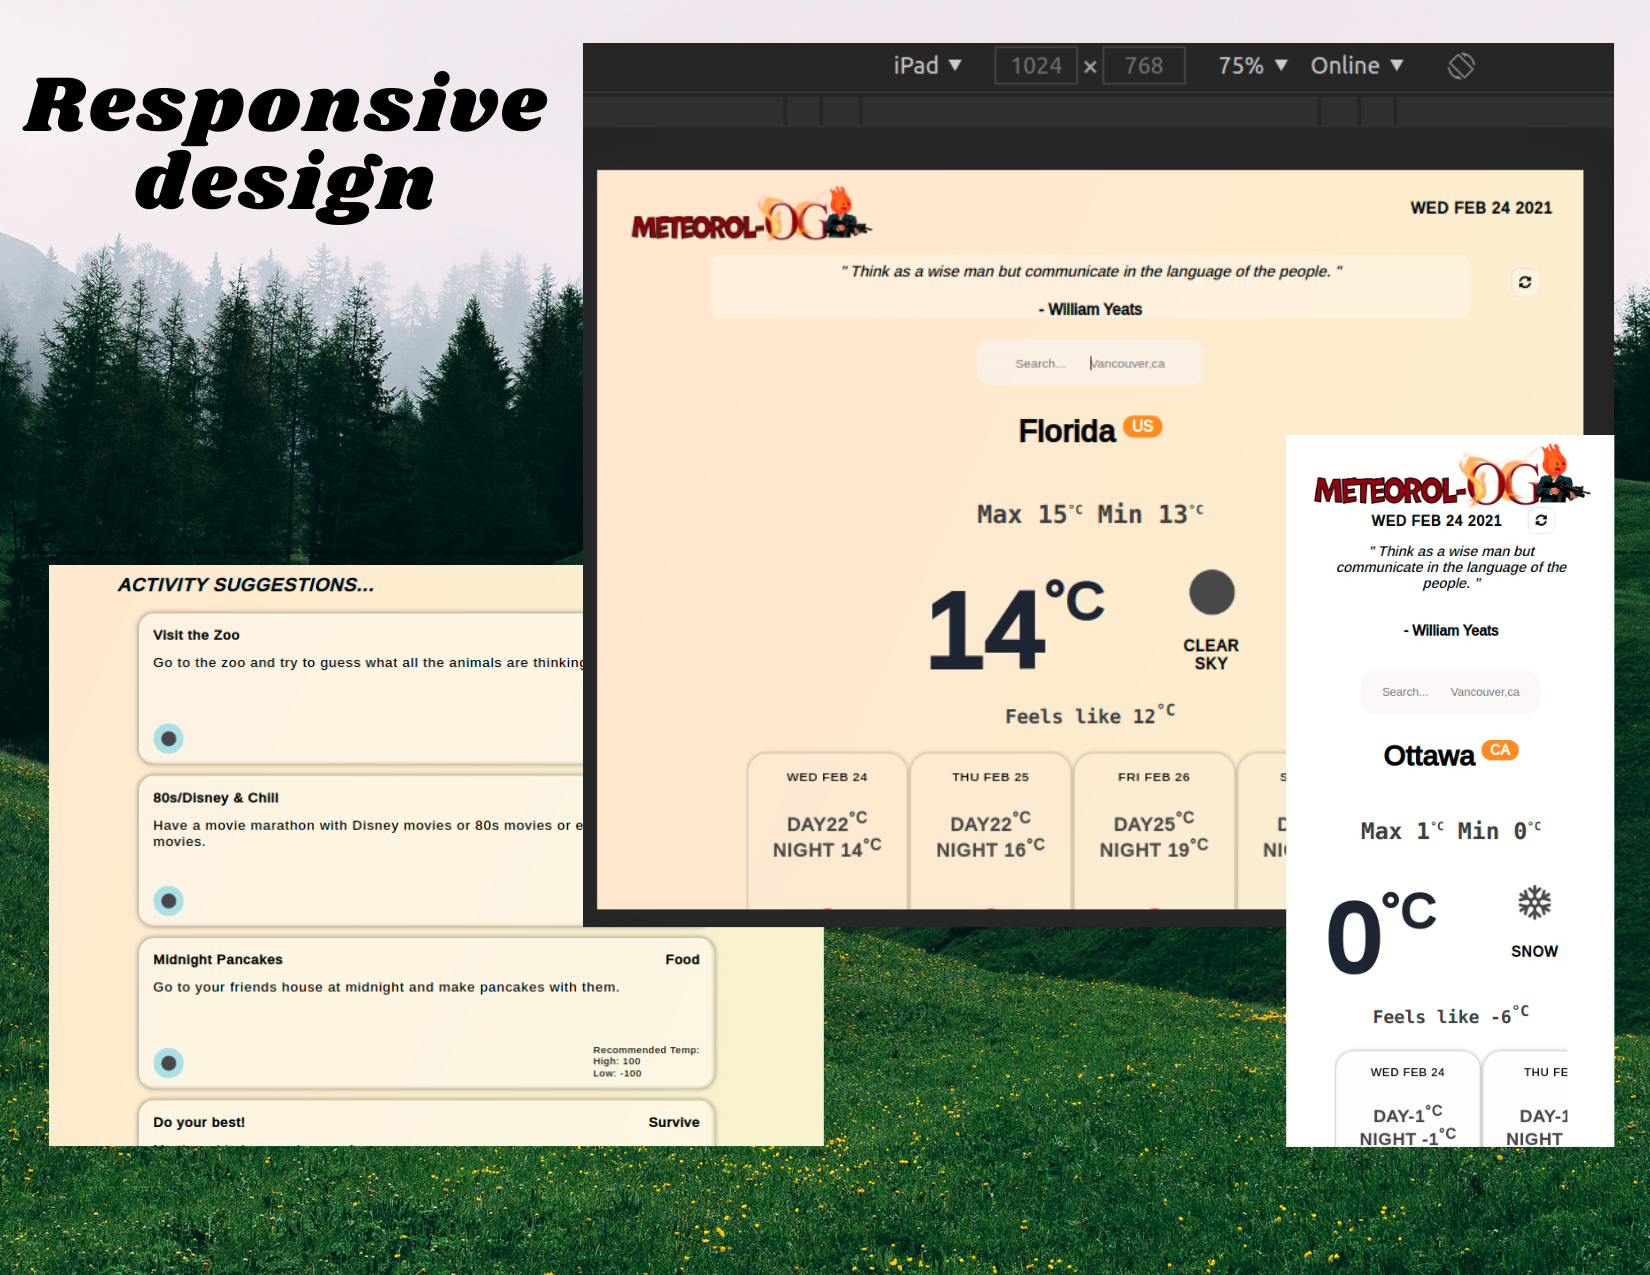 Responsive
design
iPad ▼ 1024 × 768 75% ▼ Online ▼
METEOROL-OG
WED FEB 24 2021
" Think as a wise man but communicate in the language of the people. "
- William Yeats
Search... Vancouver,ca
Florida US
Max 15°C Min 13°C
14°C
CLEAR
SKY
Feels like 12°C
WED FEB 24
DAY22°C
NIGHT 14°C
THU FEB 25
DAY22°C
NIGHT 16°C
FRI FEB 26
DAY25°C
NIGHT 19°C
S
D
NI
METEOROL-OG
WED FEB 24 2021
" Think as a wise man but
communicate in the language of the
people. "
- William Yeats
Search... Vancouver,ca
Ottawa CA
Max 1°C Min 0°C
0°C
SNOW
Feels like -6°C
WED FEB 24
DAY-1°C
NIGHT -1°C
THU FE
DAY-1
NIGHT
ACTIVITY SUGGESTIONS...
Visit the Zoo
Go to the zoo and try to guess what all the animals are thinking
80s/Disney & Chill
Have a movie marathon with Disney movies or 80s movies or e
movies.
Midnight Pancakes Food
Go to your friends house at midnight and make pancakes with them.
Recommended Temp:
High: 100
Low: -100
Do your best! Survive